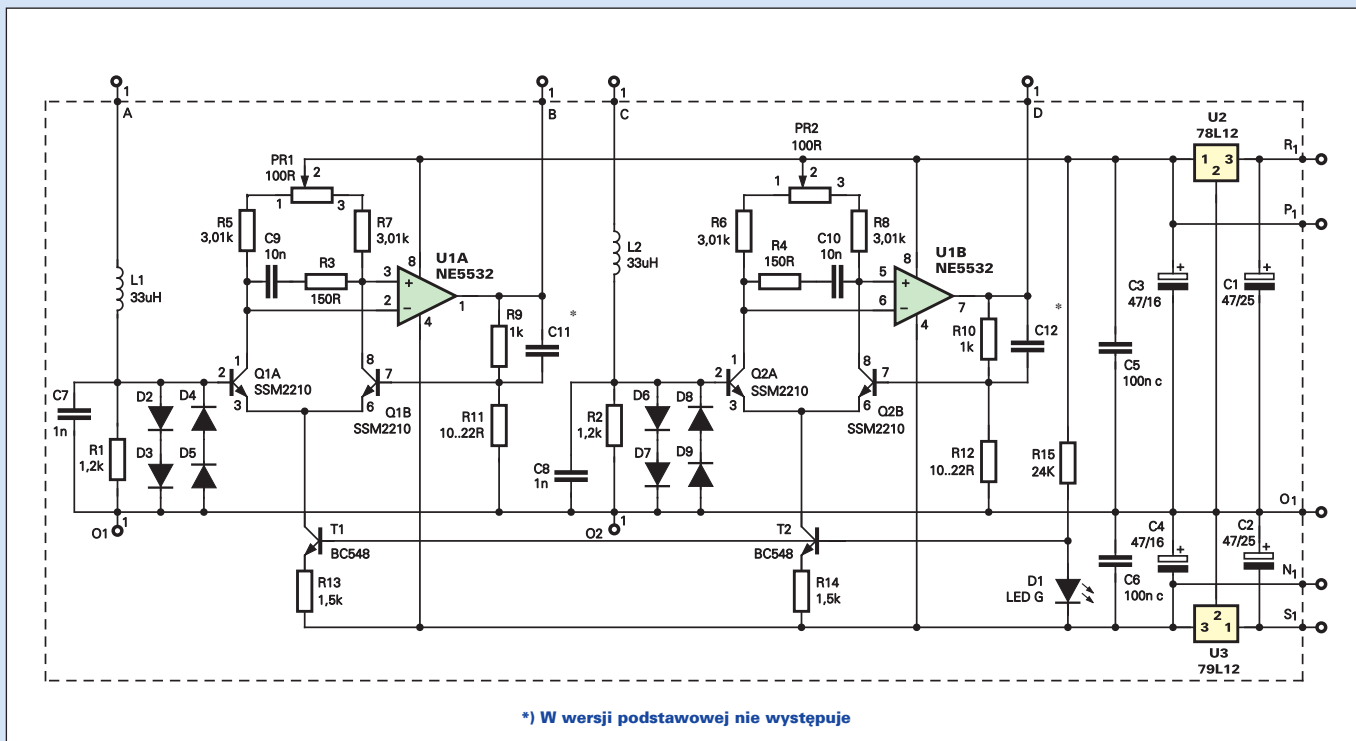 1
A
1
B
1
C
1
D
PR1
100R
2
1
3
R5
3,01k
C9
10n
R3
150R
R7
3,01k
U1A
NE5532
8
3
+
2
−
4
1
L1
33uH
R9
1k
C11
*
1
2
Q1A
SSM2210
3
8
7
6
Q1B
SSM2210
C7
1n
R1
1,2k
D2
D4
D3
D5
R11
10..22R
O1
1
T1
BC548
R13
1,5k
L2
33uH
PR2
100R
2
1
3
R6
3,01k
R4
150R
C10
10n
R8
3,01k
U1B
NE5532
8
5
+
6
−
4
7
R10
1k
C12
*
1
2
Q2A
SSM2210
3
8
7
6
Q2B
SSM2210
C8
1n
R2
1,2k
D6
D8
D7
D9
R12
10..22R
O2
1
T2
BC548
R14
1,5k
R15
24K
D1
LED G
C5
100n c
C6
100n c
C3
47/16
+
C1
47/25
+
C4
47/16
+
C2
47/25
+
U2
78L12
1 3
2
U3
79L12
2
3 1
R1
P1
O1
N1
S1
*) W wersji podstawowej nie występuje